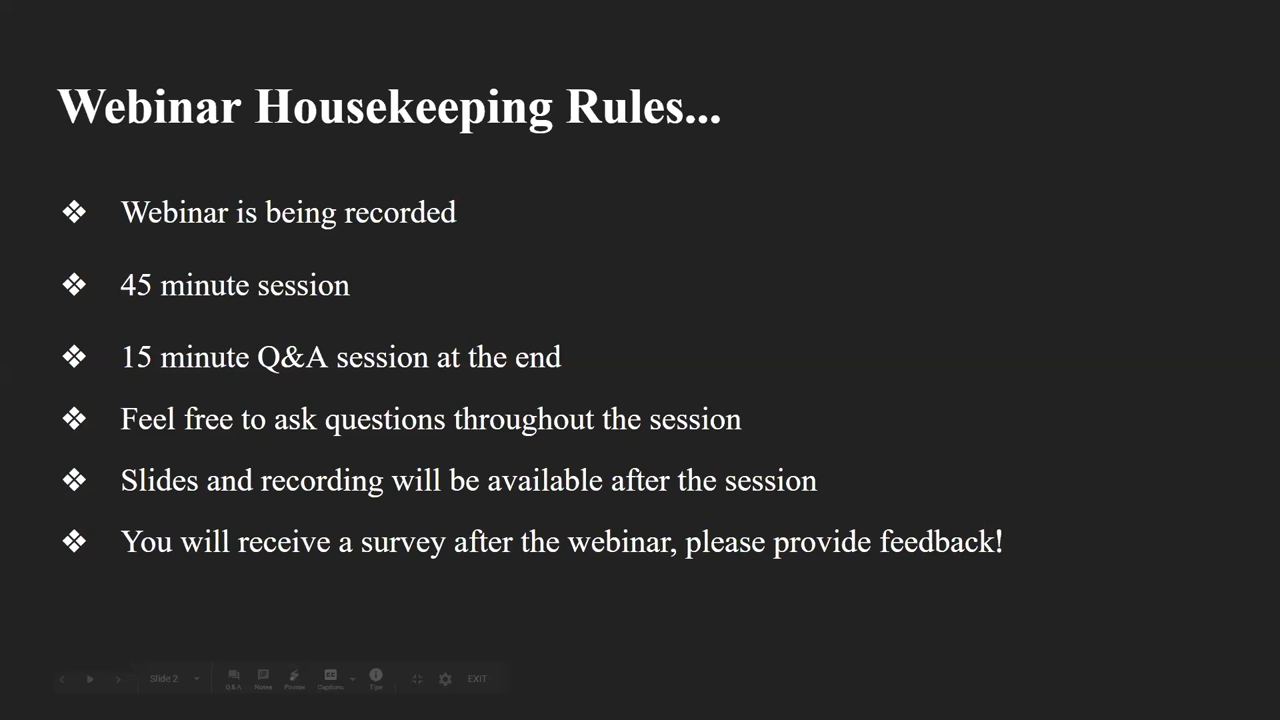 Webinar Housekeeping Rules...
❖ Webinar is being recorded
❖ 45 minute session
❖ 15 minute Q&A session at the end
❖ Feel free to ask questions throughout the session
❖ Slides and recording will be available after the session
❖ You will receive a survey after the webinar, please provide feedback!
Slide 2
Q&A Notes Pointer Captions Tips
EXIT